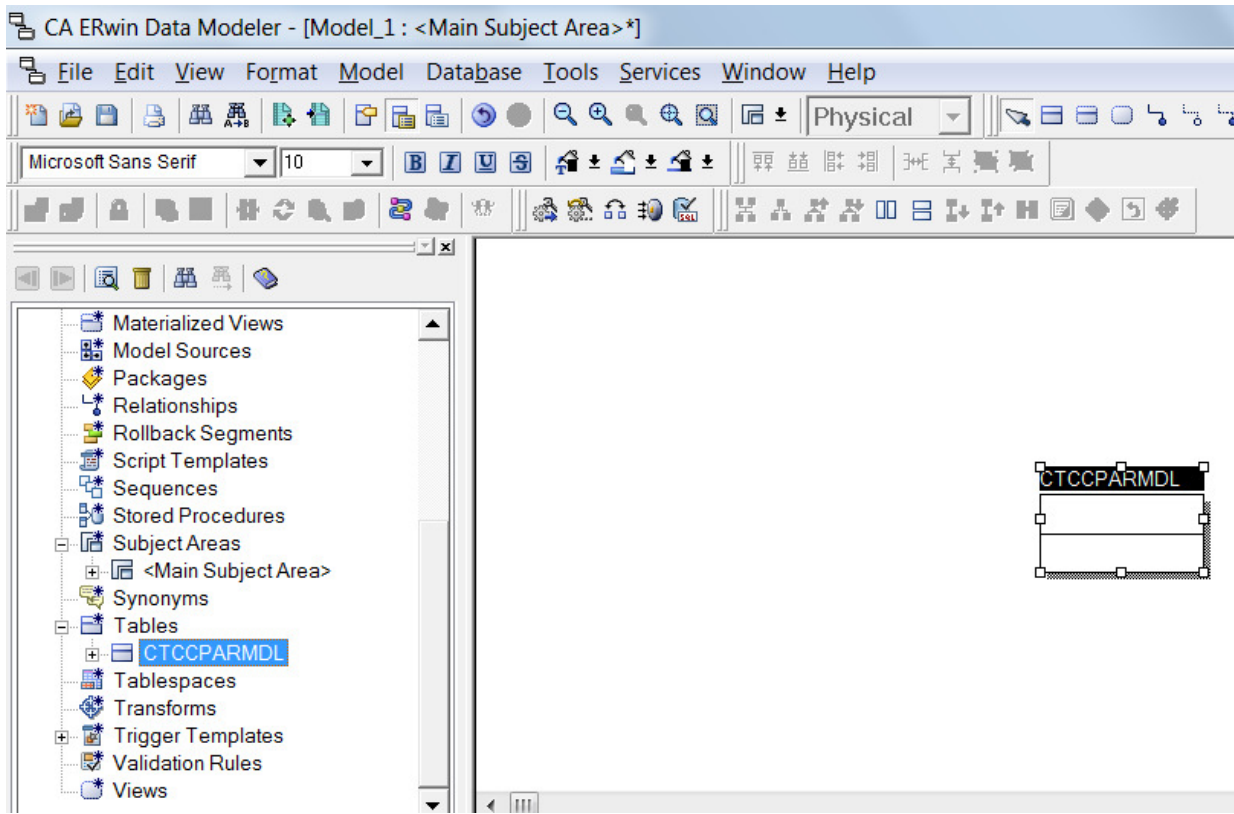 CA ERwin Data Modeler - [Model_1 : <Main Subject Area>*]
File Edit View Format Model Database Tools Services Window Help
Physical
Microsoft Sans Serif 10 B I U S
Materialized Views
Model Sources
Packages
Relationships
Rollback Segments
Script Templates
Sequences
Stored Procedures
Subject Areas
<Main Subject Area>
Synonyms
Tables
CTCCPARMDL
Tablespaces
Transforms
Trigger Templates
Validation Rules
Views
CTCCPARMDL